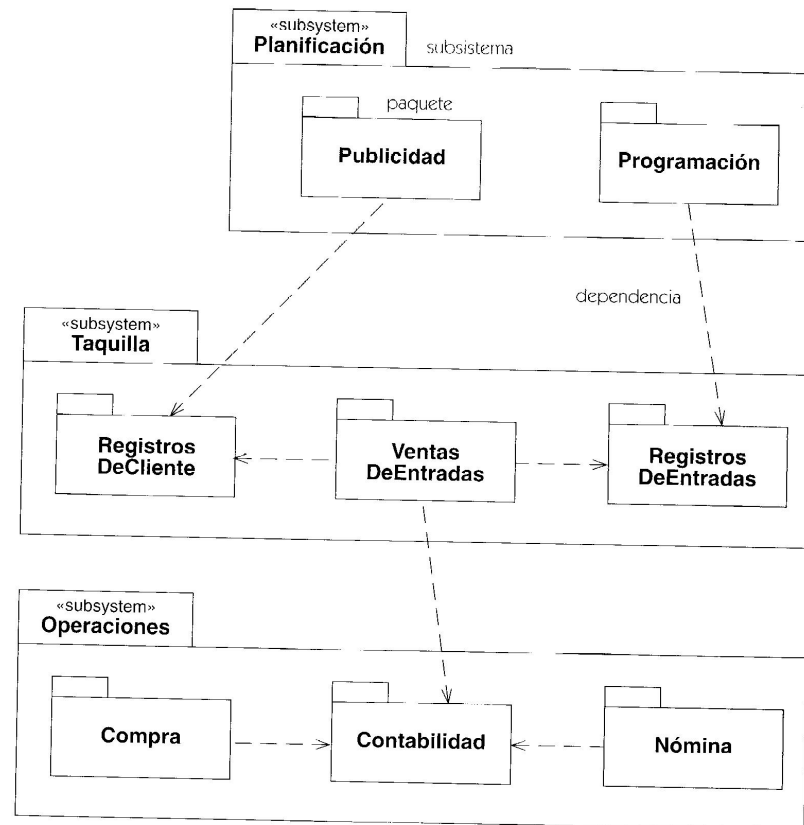 «subsystem»
Planificación
subsistema
paquete
Publicidad
Programación
dependencia
«subsystem»
Taquilla
Registros
DeCliente
Ventas
DeEntradas
Registros
DeEntradas
«subsystem»
Operaciones
Compra
Contabilidad
Nómina